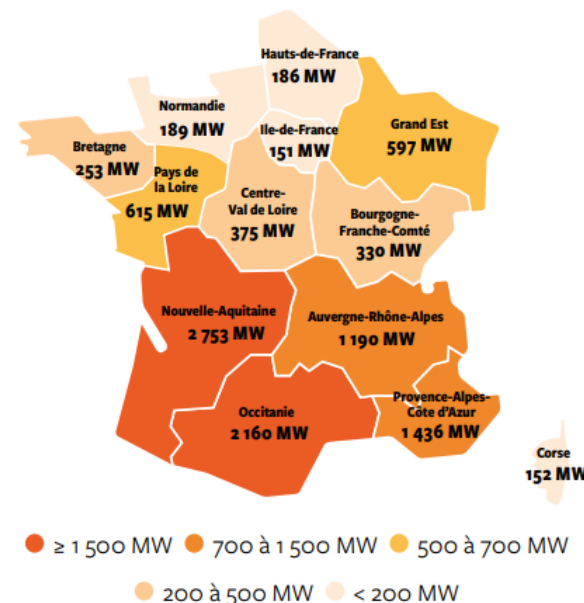 Hauts-de-France
186 MW
Normandie
189 MW
Ile-de-France
151 MW
Grand Est
597 MW
Bretagne
253 MW
Pays de
la Loire
615 MW
Centre-
Val de Loire
375 MW
Bourgogne-
Franche-Comté
330 MW
Nouvelle-Aquitaine
2 753 MW
Auvergne-Rhône-Alpes
1 190 MW
Occitanie
2 160 MW
Provence-Alpes-
Côte d'Azur
1 436 MW
Corse
152 MW
≥ 1 500 MW 700 à 1 500 MW 500 à 700 MW
200 à 500 MW < 200 MW